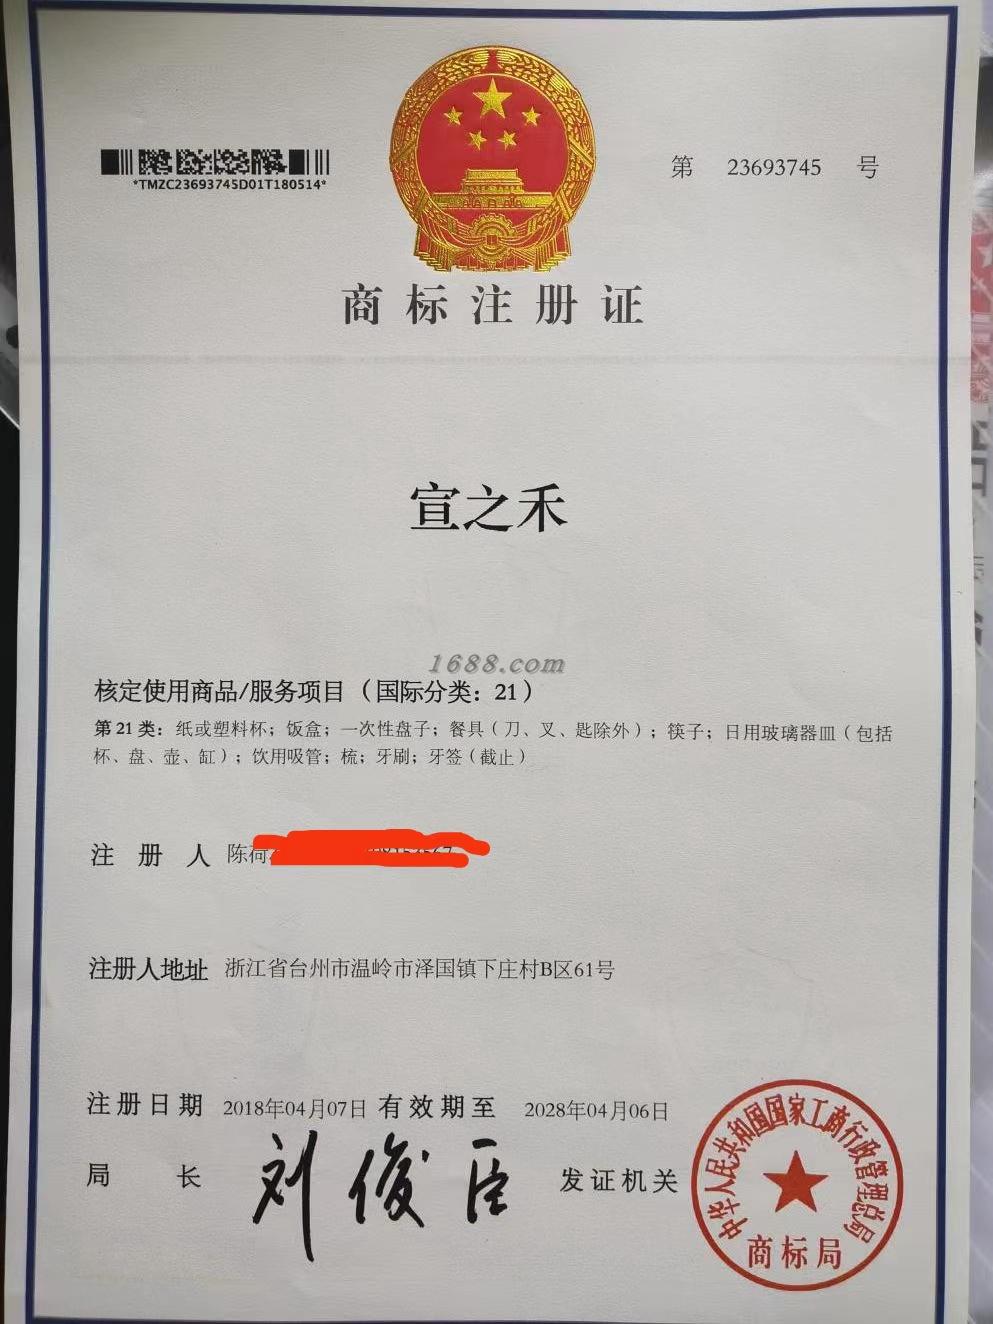 *TMZC23693745D01T180514*
第 23693745 号
商标注册证
宣之禾
1688.com
核定使用商品/服务项目（国际分类：21）
第 21 类：纸或塑料杯；饭盒；一次性盘子；餐具（刀、叉、匙除外）；筷子；日用玻璃器皿（包括
杯、盘、壶、缸）；饮用吸管；梳；牙刷；牙签（截止）
注册人 陈荷
注册人地址 浙江省台州市温岭市泽国镇下庄村B区61号
注册日期 2018年04月07日 有效期至 2028年04月06日
局长 刘俊臣 发证机关
中华人民共和国国家工商行政管理总局
商标局